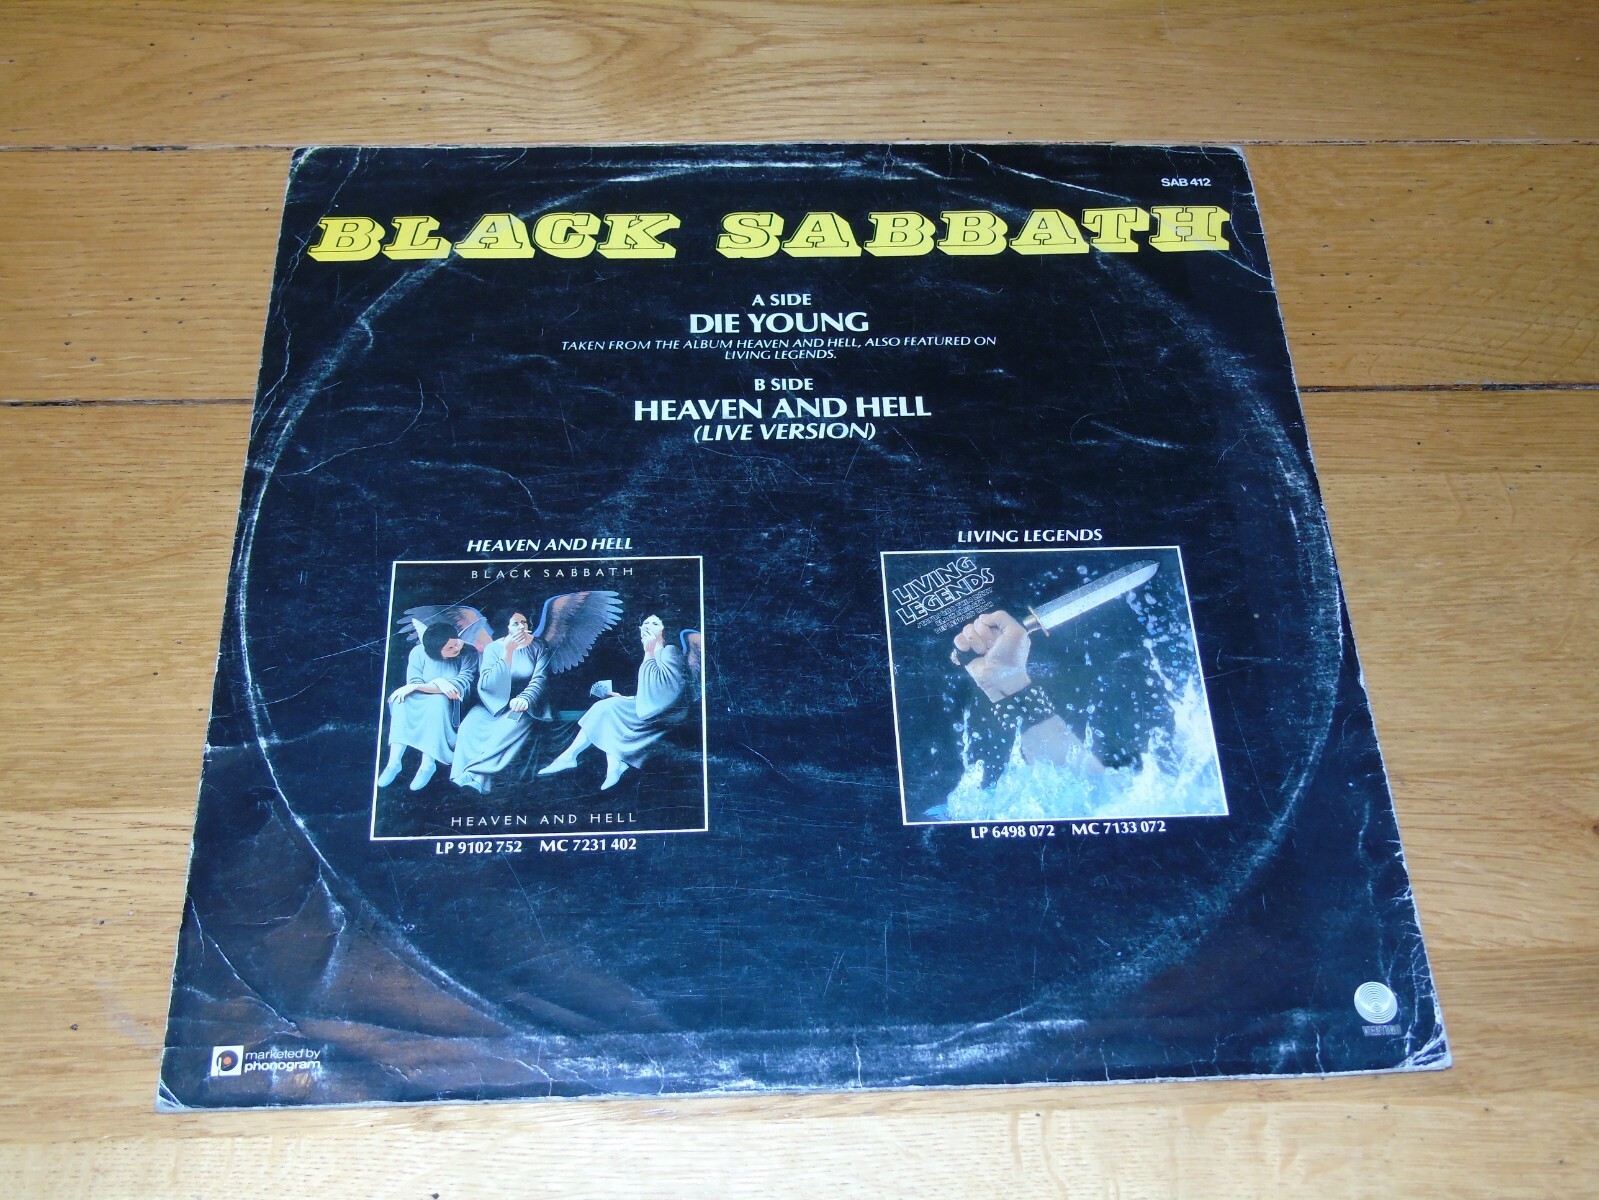 SAB 412
BLACK SABBATH
A SIDE
DIE YOUNG
TAKEN FROM THE ALBUM HEAVEN AND HELL, ALSO FEATURED ON
LIVING LEGENDS.
B SIDE
HEAVEN AND HELL
(LIVE VERSION)
HEAVEN AND HELL
BLACK SABBATH
HEAVEN AND HELL
LP 9102 752 MC 7231 402
LIVING LEGENDS
LIVING
LEGENDS
LP 6498 072 MC 7133 072
marketed by
phonogram
VERTIGO